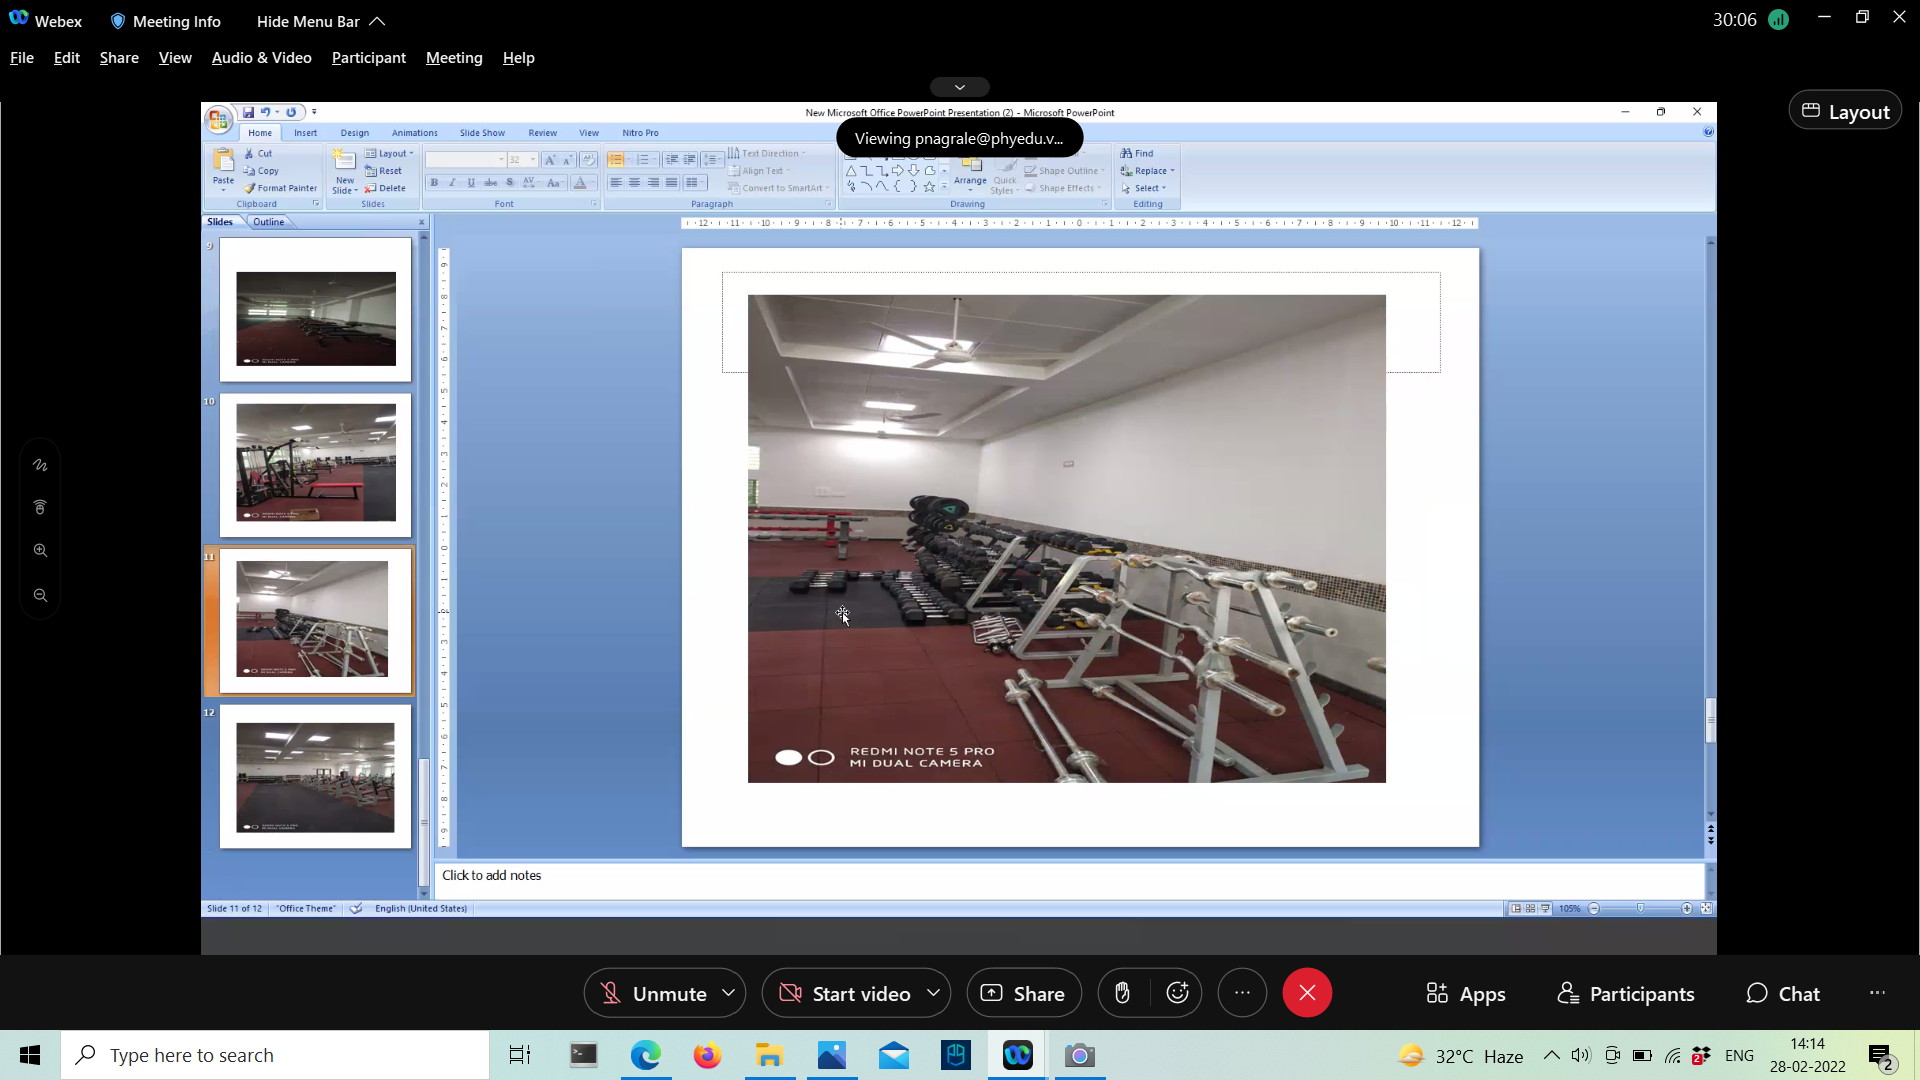 Webex Meeting Info Hide Menu Bar 30:06
File Edit Share View Audio & Video Participant Meeting Help
Layout
New Microsoft Office PowerPoint Presentation (2) - Microsoft PowerPoint
Viewing pnagrale@phyedu.v...
Home Insert Design Animations Slide Show Review View Nitro Pro
Paste
Cut
Copy
Format Painter
Clipboard
New Slide
Layout
Reset
Delete
Slides
32
Font
Text Direction
Align Text
Convert to SmartArt
Paragraph
Arrange
Quick Styles
Shape Outline
Shape Effects
Drawing
Find
Replace
Select
Editing
Slides Outline
9
10
11
12
REDMI NOTE 5 PRO
MI DUAL CAMERA
Click to add notes
Slide 11 of 12 "Office Theme" English (United States) 105%
Unmute Start video Share Apps Participants Chat
Type here to search 32°C Haze ENG 14:14
28-02-2022
2